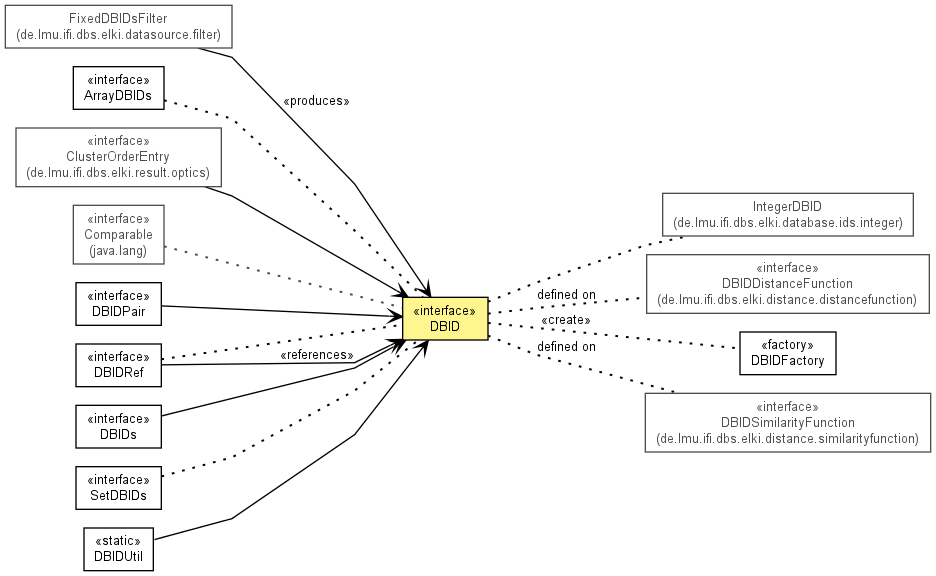 FixedDBIDsFilter
(de.lmu.ifi.dbs.elki.datasource.filter)
«interface»
ArrayDBIDs
«produces»
«interface»
ClusterOrderEntry
(de.lmu.ifi.dbs.elki.result.optics)
«interface»
Comparable
(java.lang)
«interface»
DBIDPair
«interface»
DBIDRef
«references»
«interface»
DBIDs
«interface»
SetDBIDs
«static»
DBIDUtil
«interface»
DBID
IntegerDBID
(de.lmu.ifi.dbs.elki.database.ids.integer)
defined on
«interface»
DBIDDistanceFunction
(de.lmu.ifi.dbs.elki.distance.distancefunction)
«create»
«factory»
DBIDFactory
defined on
«interface»
DBIDSimilarityFunction
(de.lmu.ifi.dbs.elki.distance.similarityfunction)